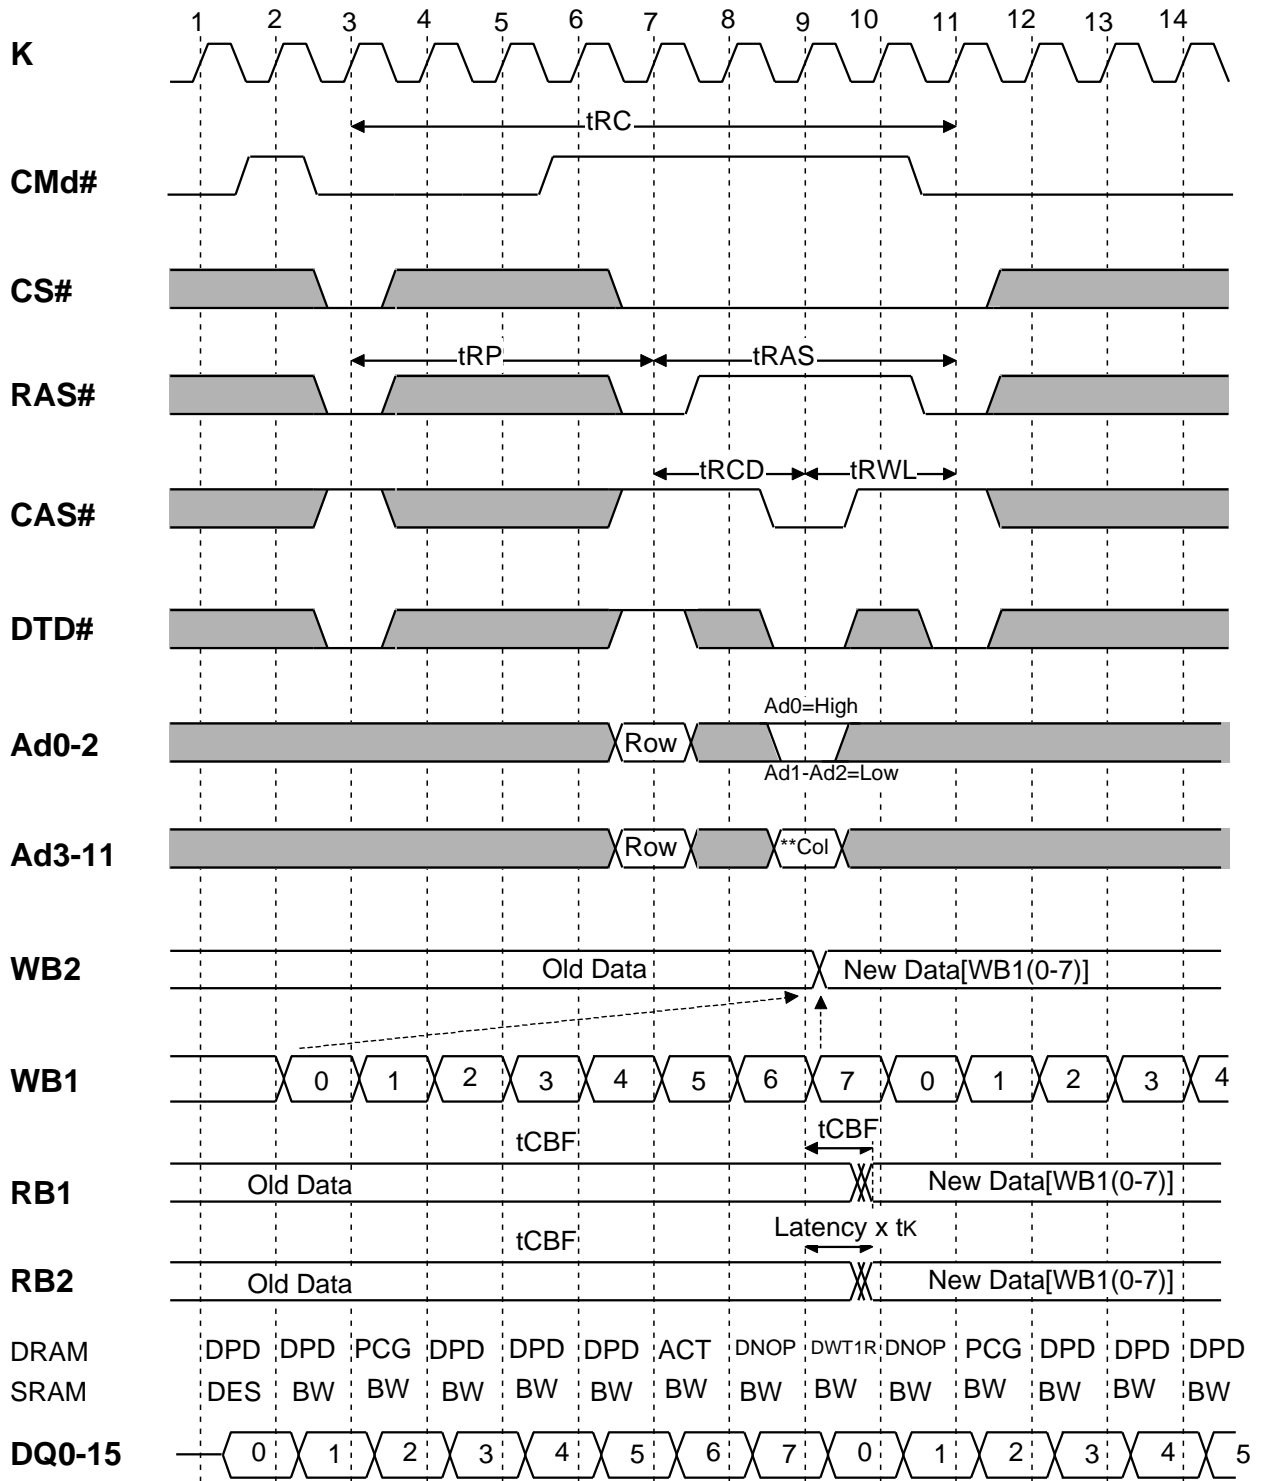 1 2 3 4 5 6 7 8 9 10 11 12 13 14
K
tRC
CMd#
CS#
tRP tRAS
RAS#
tRCD tRWL
CAS#
DTD#
Ad0=High
Ad0-2 Row
Ad1-Ad2=Low
Ad3-11 Row **Col
WB2 Old Data New Data[WB1(0-7)]
WB1 0 1 2 3 4 5 6 7 0 1 2 3 4
tCBF tCBF
RB1 Old Data New Data[WB1(0-7)]
tCBF Latency x tK
RB2 Old Data New Data[WB1(0-7)]
DRAM DPD DPD PCG DPD DPD DPD ACT DNOP DWT1R DNOP PCG DPD DPD DPD
SRAM DES BW BW BW BW BW BW BW BW BW BW BW BW BW
DQ0-15 0 1 2 3 4 5 6 7 0 1 2 3 4 5